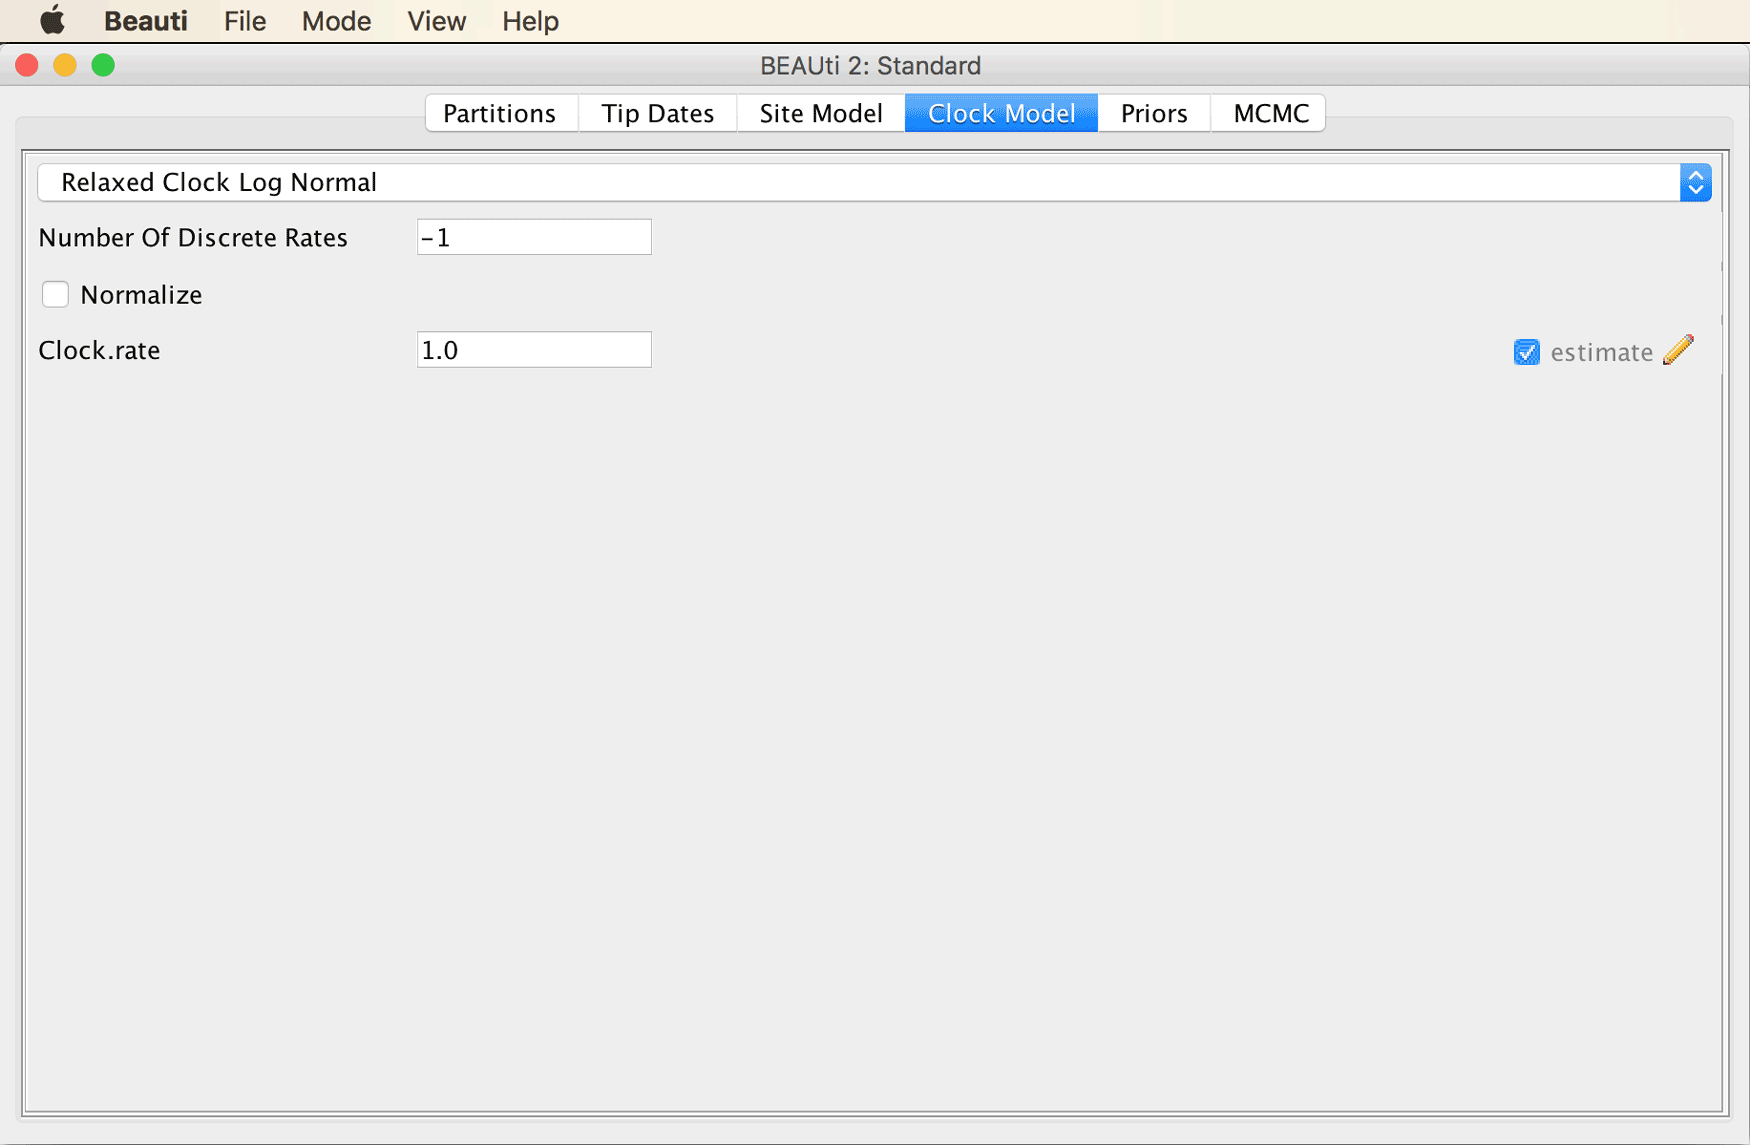 Beauti File Mode View Help
BEAUti 2: Standard
Partitions Tip Dates Site Model Clock Model Priors MCMC
Relaxed Clock Log Normal
Number Of Discrete Rates -1
Normalize
Clock.rate 1.0 estimate